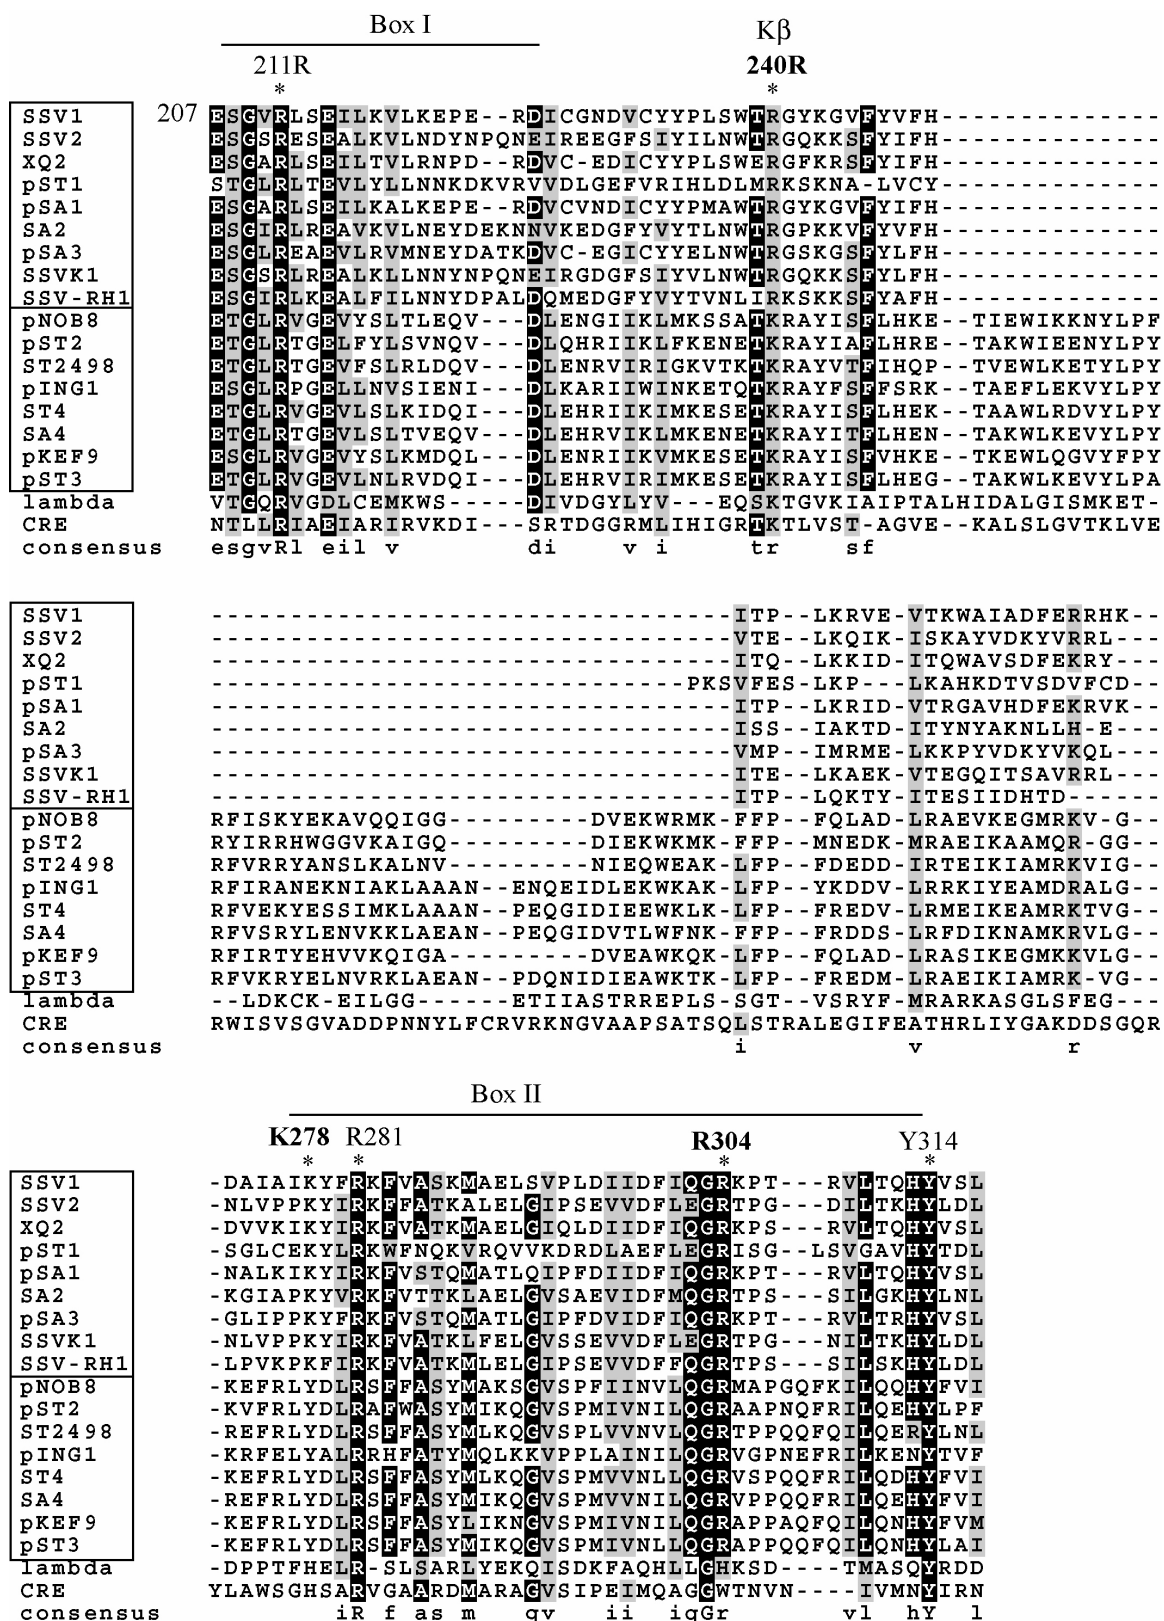 Box I
Kβ
211R 240R
* *
SSV1 207 ESGVRLSEILKVLKEPE--RDICGNDVCYYPLSWTRGYKGVFYVFH--------------
SSV2 ESGSRESEALKVLNDYNPQNEIREEGFSIYILNWTRGQKKSFYIFH--------------
XQ2 ESGARLSEILTVLRNPD--RDVC-EDICYYPLSWERGFKRSFYIFH--------------
pST1 STGLRLTEVLYLLNNKDKVRVVDLGEFVRIHLDLMRKSKNA-LVCY--------------
pSA1 ESGARLSEILKALKEPE--RDVCVNDICYYPMAWTRGYKGVFYIFH--------------
SA2 ESGIRLREAVKVLNEYDEKNNVKEDGFYVYTLNWTRGPKKVFYVFH--------------
pSA3 ESGLREAEVLRVMNEYDATKDVC-EGICYYELNWTRGSKGSFYLFH--------------
SSVK1 ESGSRLREALKLLNNYNPQNEIRGDGFSIYVLNWTRGQKKSFYLFH--------------
SSV-RH1 ESGIRLKEALFILNNYDPALDQMEDGFYVYTVNLIRKSKKSFYAFH--------------
pNOB8 ETGLRVGEVYSLTLEQV---DLENGIIKLMKSSATKRAYISFLHKE--TIEWIKKNYLPF
pST2 ETGLRTGELFYLSVNQV---DLQHRIIKLFKENETKRAYIAFLHRE--TVKWIEENYLPY
ST2498 ETGLRTGEVFSLRLDQV---DLENRVIRIGKVTKTKRAYVTFIHQP--TVEWLKETYLPY
pING1 ESGLRPGELLNVSIENI---DLKARIIWINKETQTKRAYFSFFSRK--TAEFLEKVYLPY
ST4 ETGLRVGEVLSLKIDQI---DLEHRIIKIMKESETKRAYISFLHEK--TAAWLRDVYLPY
SA4 ETGLRTGEVLSLTVEQV---DLEHRVIKLMKENETKRAYITFLHEN--TAKWLKEVYLPY
pKEF9 ESGLRVGEVYSLKMDQL---DLENRIIKVMKESETKRAYISFVHKE--TKEWLQGVYFPY
pST3 ETGLRVGEVLNLRVDQI---DLEHRVIRIMKESETKRAYISFLHEG--TAKWLKEVYLPA
lambda VTGQRVGDLCEMKWS-----DIVDGYLYV---EQSKTGVKIAIPTALHIDALGISMKET-
CRE NTLLRIAEIARIRVKDI---SRTDGGRMLIHIGRTKTLVST-AGVE--KALSLGVTKLVE
consensus esgvRl eil v di v i tr sf
SSV1 ---------------------------------ITP--LKRVE-VTKWAIADFERRHK--
SSV2 ---------------------------------VTE--LKQIK-ISKAYVDKYVRRL---
XQ2 ---------------------------------ITQ--LKKID-ITQWAVSDFEKRY---
pST1 ------------------------------PKSVFES-LKP---LKAHKDTVSDVFCD--
pSA1 ---------------------------------ITP--LKRID-VTRGAVHDFEKRVK--
SA2 ---------------------------------ISS--IAKTD-ITYNYAKNLLH-E---
pSA3 ---------------------------------VMP--IMRME-LKKPYVDKYVKQL---
SSVK1 ---------------------------------ITE--LKAEK-VTEGQITSAVRRL---
SSV-RH1 ---------------------------------ITP--LQKTY-ITESIIDHTD------
pNOB8 RFISKYEKAVQQIGG---------DVEKWRMK-FFP--FQLAD-LRAEVKEGMRKV-G--
pST2 RYIRRHWGGVKAIGQ---------DIEKWKMK-FFP--MNEDK-MRAEIKAAMQR-GG--
ST2498 RFVRRYANSLKALNV---------NIEQWEAK-LFP--FDEDD-IRTEIKIAMRKVIG--
pING1 RFIRANEKNIAKLAAAN--ENQEIDLEKWKAK-LFP--YKDDV-LRRKIYEAMDRALG--
ST4 RFVEKYESSIMKLAAAN--PEQGIDIEEWKLK-LFP--FREDV-LRMEIKEAMRKTVG--
SA4 RFVSRYLENVKKLAEAN--PEQGIDVTLWFNK-FFP--FRDDS-LRFDIKNAMKRVLG--
pKEF9 RFIRTYEHVVKQIGA---------DVEAWKQK-LFP--FQLAD-LRASIKEGMKKVLG--
pST3 RFVKRYELNVRKLAEAN--PDQNIDIEAWKTK-LFP--FREDM-LRAEIKIAMRK-VG--
lambda --LDKCK-EILGG------ETIIASTRREPLS-SGT--VSRYF-MRARKASGLSFEG---
CRE RWISVSGVADDPNNYLFCRVRKNGVAAPSATSQLSTRALEGIFEATHRLIYGAKDDSGQR
consensus i v r
Box II
K278 R281 R304 Y314
* * * *
SSV1 -DAIAIKYFRKFVASKMAELSVPLDIIDFIQGRKPT---RVLTQHYVSL
SSV2 -NLVPPKYIRKFFATKALELGIPSEVVDFLEGRTPG---DILTKHYLDL
XQ2 -DVVKIKYIRKFVATKMAELGIQLDIIDFIQGRKPS---RVLTQHYVSL
pST1 -SGLCEKYLRKWFNQKVRQVVKDRDLAEFLEGRISG--LSVGAVHYTDL
pSA1 -NALKIKYIRKFVSTQMATLQIPFDIIDFIQGRKPT---RVLTQHYVSL
SA2 -KGIAPKYVRKFVTTKLAELGVSAEVIDFMQGRTPS---SILGKHYLNL
pSA3 -GLIPPKYFRKFVSTQMATLGIPFDVIDFIQGRKPT---RVLTRHYVSL
SSVK1 -NLVPPKYIRKFVATKLFELGVSSEVVDFLEGRTPG---NILTKHYLDL
SSV-RH1 -LPVKPKFIRKFVATKMLELGIPSEVVDFFQGRTPS---SILSKHYLDL
pNOB8 -KEFRLYDLRSFFASYMAKSGVSPFIINVLQGRMAPGQFKILQQHYFVI
pST2 -KVFRLYDLRAFWASYMIKQGVSPMIVNILQGRAAPNQFRILQEHYLPF
ST2498 -REFRLYDLRSFFASYMLKQGVSPLVVNVLQGRTPPQQFQILQERYLNL
pING1 -KRFELYALRRHFATYMQLKKVPPLAINILQGRVGPNEFRILKENYTVF
ST4 -KEFRLYDLRSFFASYMLKQGVSPMVVNLLQGRVSPQQFRILQDHYFVI
SA4 -REFRLYDLRSFFASYMIKQGVSPMVVNILQGRVPPQQFRILQEHYFVI
pKEF9 -KEFRLYDLRSFFASYLIKNGVSPMIVNILQGRAPPAQFQILQNHYFVM
pST3 -KEFRLYDLRSFFASYMIKQGVSPMIVNLLQGRAPPQQFQILQNHYLAI
lambda -DPPTFHELR-SLSARLYEKQISDKFAQHLLGHKSD---TMASQYRDD
CRE YLAWSGHSARVGAARDMARAGVSIPEIMQAGGWTNVN----IVMNYIRN
consensus iR f as m gv ii iqGr vl hY l